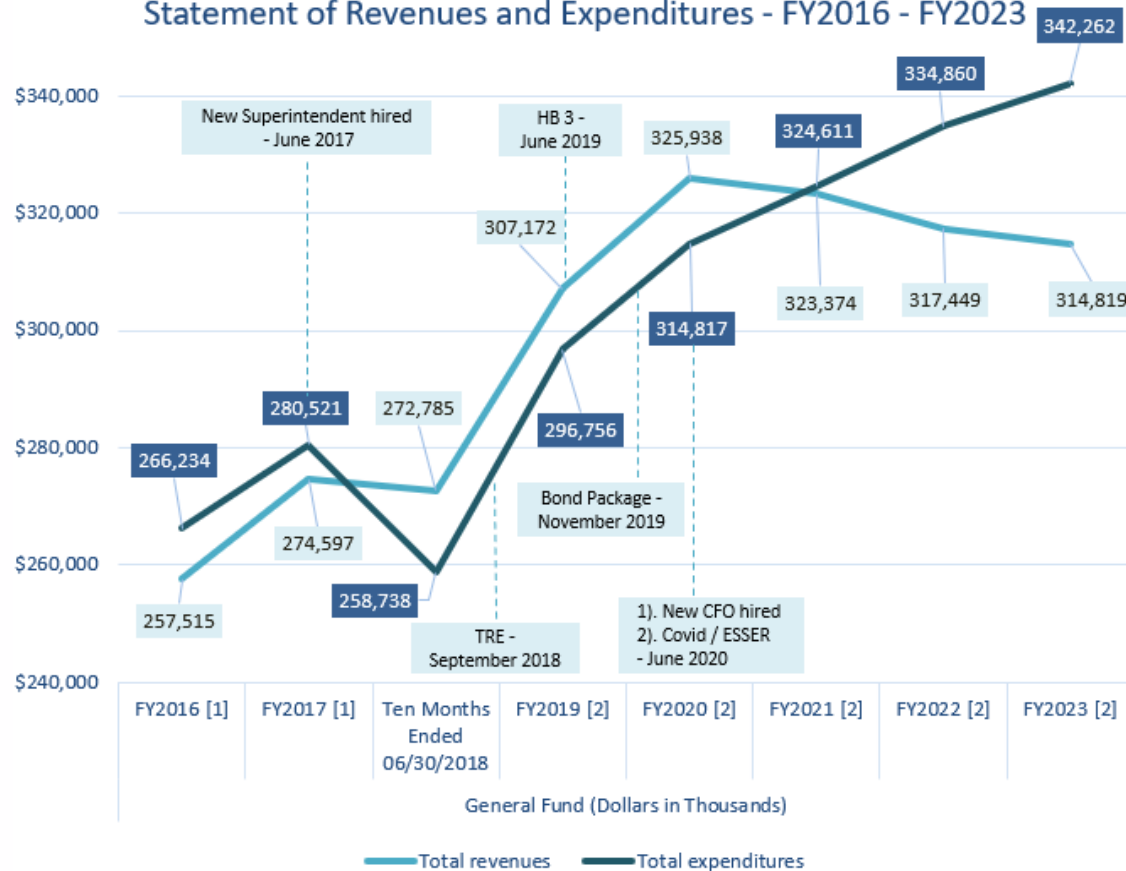 Statement of Revenues and Expenditures - FY2016 - FY2023
342,262
334,860
$340,000
New Superintendent hired
- June 2017
HB 3 -
June 2019
325,938
324,611
$320,000
307,172
323,374
317,449
314,819
$300,000
314,817
280,521
272,785
296,756
$280,000
266,234
Bond Package -
November 2019
274,597
$260,000
258,738
257,515
TRE -
September 2018
1). New CFO hired
2). Covid / ESSER
- June 2020
$240,000
FY2016 [1]
FY2017 [1]
Ten Months
Ended
06/30/2018
FY2019 [2]
FY2020 [2]
FY2021 [2]
FY2022 [2]
FY2023 [2]
General Fund (Dollars in Thousands)
Total revenues
Total expenditures